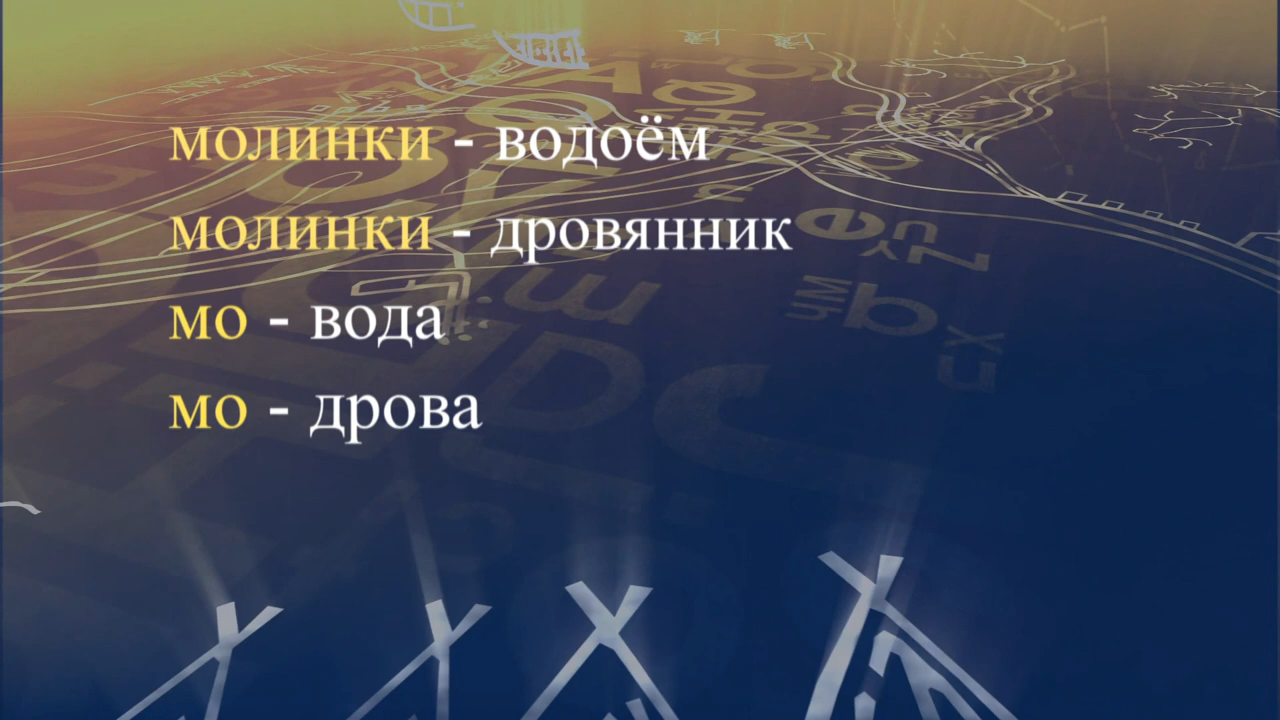 молинки - водоём
молинки - дровянник
мо - вода
мо - дрова